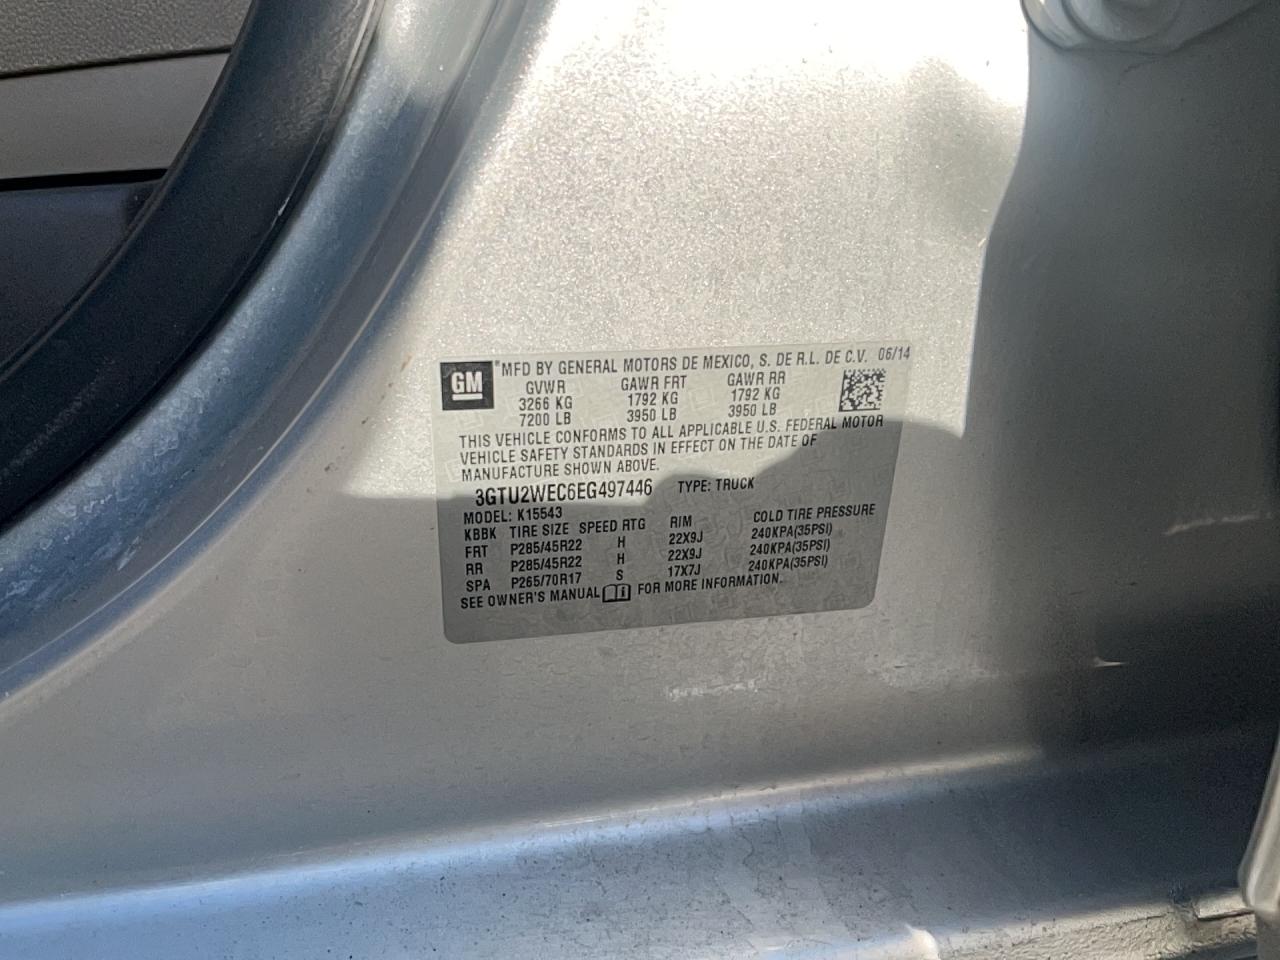 GM ®MFD BY GENERAL MOTORS DE MEXICO, S. DE R.L. DE C.V. 06/14
GVWR GAWR FRT GAWR RR
3266 KG 1792 KG 1792 KG
7200 LB 3950 LB 3950 LB
THIS VEHICLE CONFORMS TO ALL APPLICABLE U.S. FEDERAL MOTOR
VEHICLE SAFETY STANDARDS IN EFFECT ON THE DATE OF
MANUFACTURE SHOWN ABOVE.
3GTU2WEC6EG497446 TYPE: TRUCK
MODEL: K15543
KBBK TIRE SIZE SPEED RTG RIM COLD TIRE PRESSURE
FRT P285/45R22 H 22X9J 240KPA(35PSI)
RR P285/45R22 H 22X9J 240KPA(35PSI)
SPA P265/70R17 S 17X7J 240KPA(35PSI)
SEE OWNER'S MANUAL FOR MORE INFORMATION.